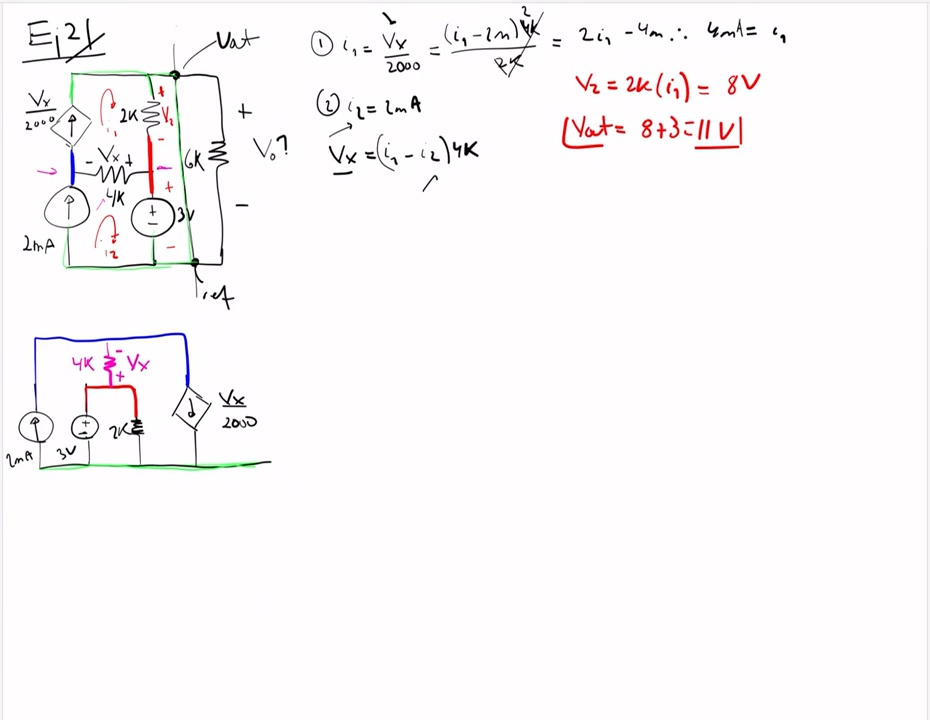 Ej21
Vat
① i₁ = Vx/2000 = (i₁-2m)4K/2K = 2i₁ - 4m ∴ 4mA = i₁
2
V₂ = 2K(i₁) = 8V
Vat = 8+3 = 11V
② i₂ = 2mA
Vx = (i₁ - i₂)4K
Vx/2000
i₁
2K
+
V₂
-
+
V₀?
-
6K
- Vx +
4K
+
3V
-
i₂
2mA
ref
4K
-
Vx
+
2mA
3V
2K
Vx/2000